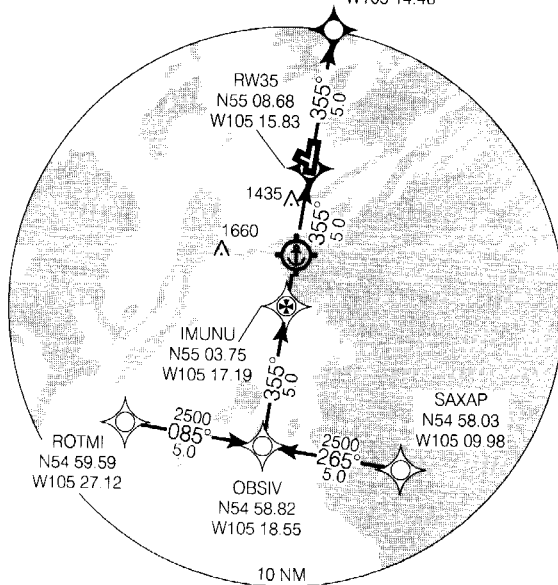 W105 14.48
355°
5.0
RW35
N55 08.68
W105 15.83
1435
355°
5.0
1660
IMUNU
N55 03.75
W105 17.19
355°
5.0
SAXAP
N54 58.03
W105 09.98
2500
085°
5.0
2500
265°
5.0
ROTMI
N54 59.59
W105 27.12
OBSIV
N54 58.82
W105 18.55
10 NM